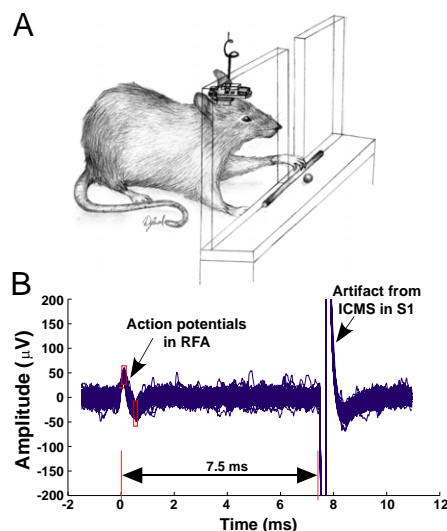 A
B
Amplitude (µV)
200
150
100
50
0
-50
-100
-150
-200
Action potentials
in RFA
Artifact from
ICMS in S1
7.5 ms
-2
0
2
4
6
8
10
12
Time (ms)